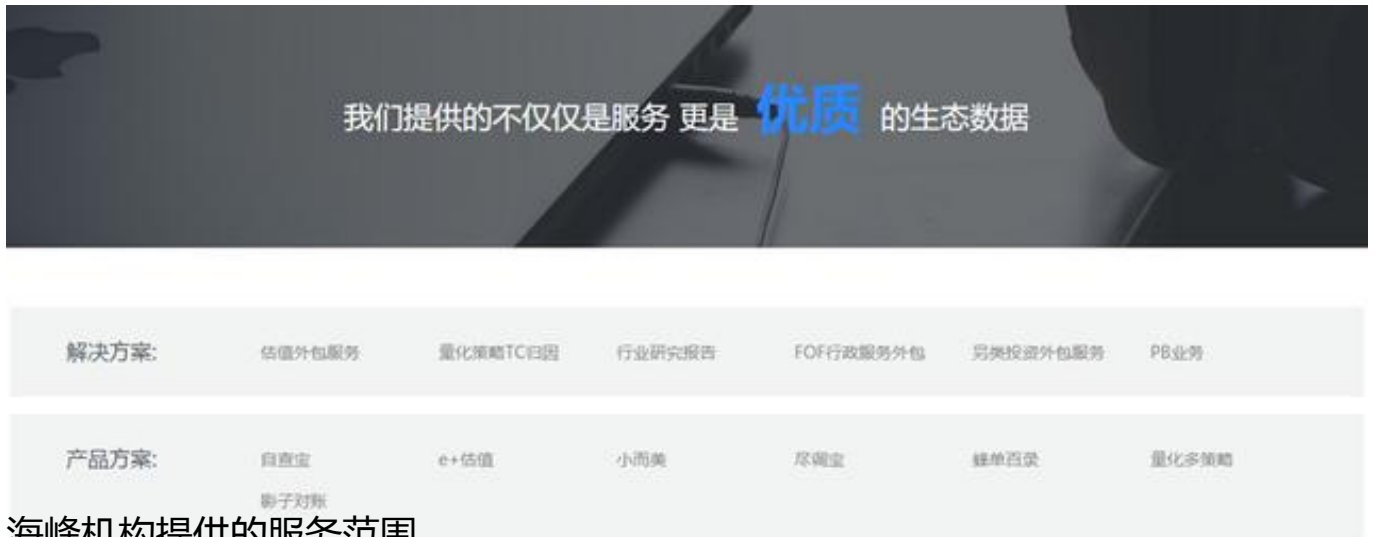 我们提供的不仅仅是服务 更是 优质 的生态数据
解决方案: 估值外包服务 量化策略TC归因 行业研究报告 FOF行政服务外包 另类投资外包服务 PB业务
产品方案: 自直宝 e+估值 小而美 尽调宝 蜂单百录 量化多策略
影子对账
海峰机构提供的服务范围